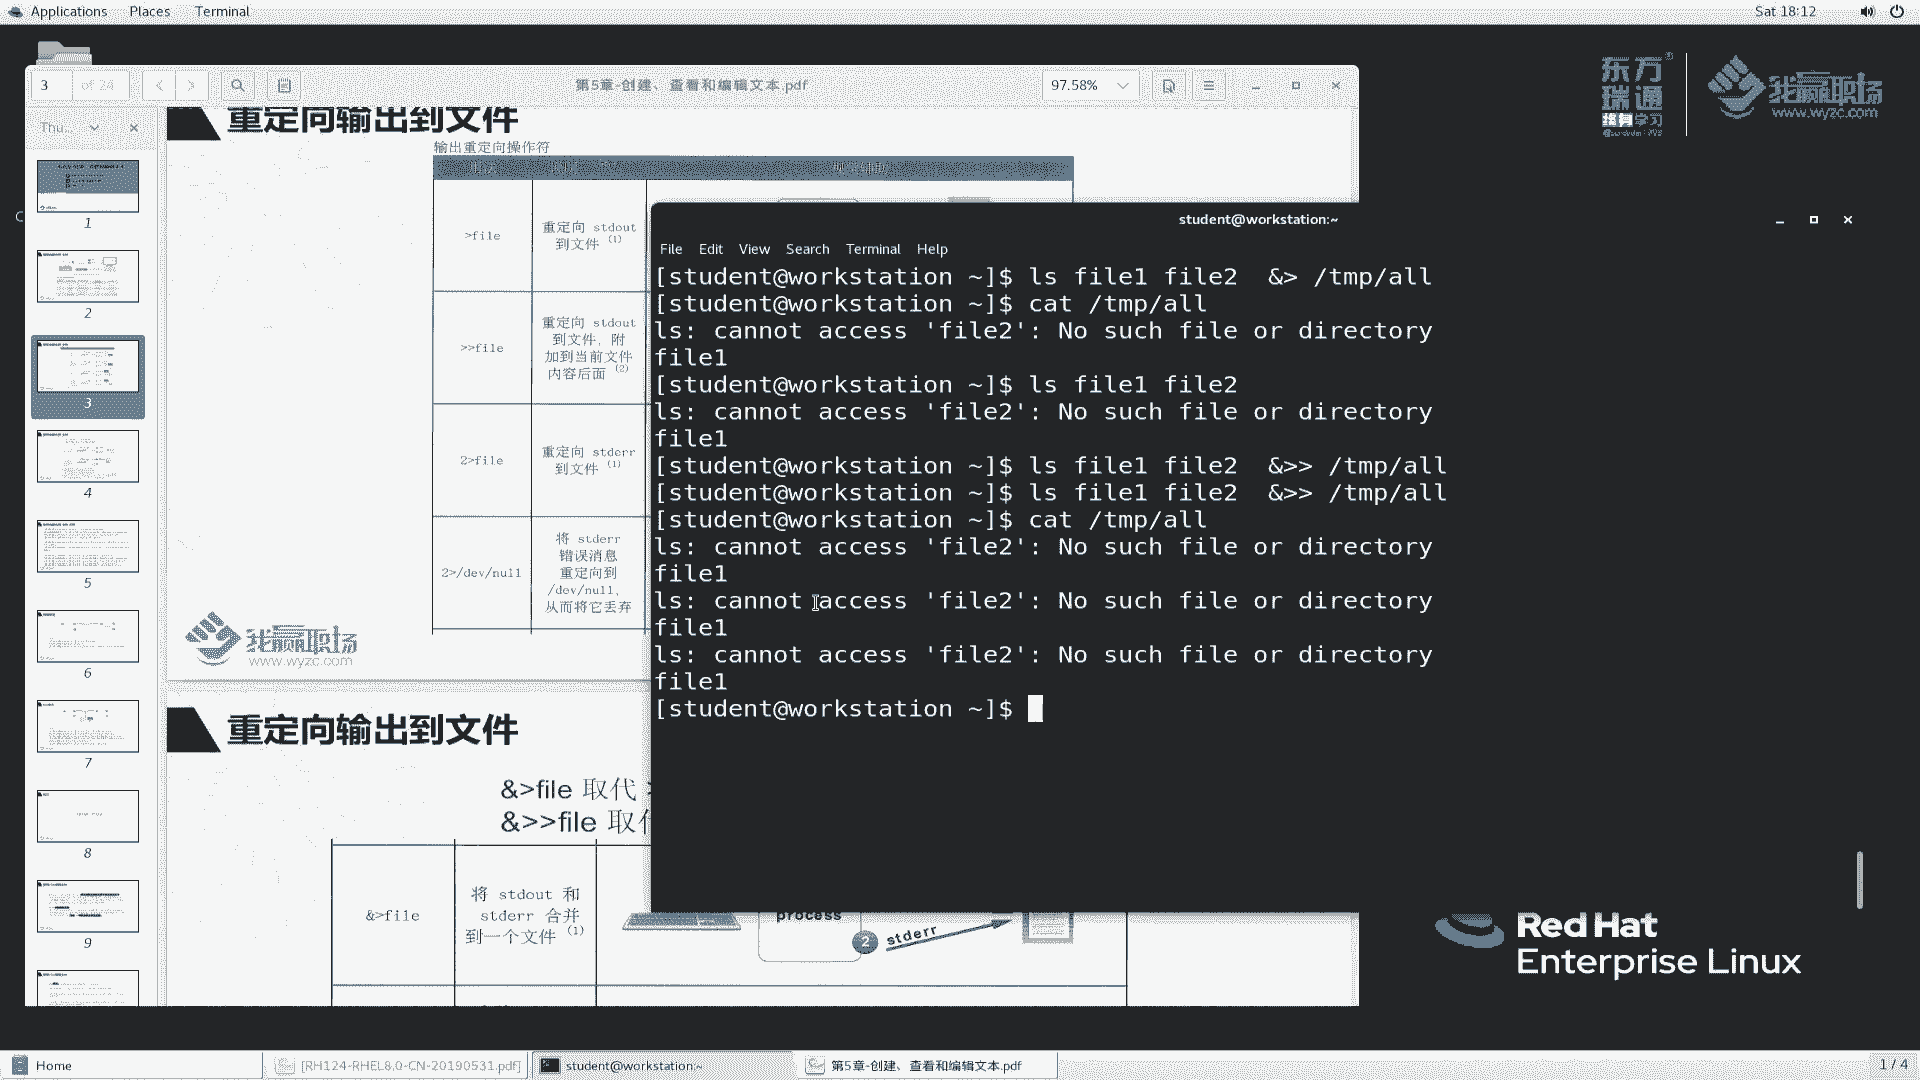 Applications Places Terminal
Sat 18:12
3 of 24
第5章-创建、查看和编辑文本.pdf
97.58%
东方
瑞通
终身学习
我赢职场
www.wyzc.com
Thu...
重定向输出到文件
输出重定向操作符
>file
重定向 stdout
到文件 (1)
>>file
重定向 stdout
到文件, 附
加到当前文件
内容后面 (2)
2>file
重定向 stderr
到文件 (1)
2>/dev/null
将 stderr
错误消息
重定向到
/dev/null,
从而将它丢弃
我赢职场
www.wyzc.com
1
2
3
4
5
6
7
8
9
student@workstation:~
File Edit View Search Terminal Help
[student@workstation ~]$ ls file1 file2  &> /tmp/all
[student@workstation ~]$ cat /tmp/all
ls: cannot access 'file2': No such file or directory
file1
[student@workstation ~]$ ls file1 file2
ls: cannot access 'file2': No such file or directory
file1
[student@workstation ~]$ ls file1 file2  &>> /tmp/all
[student@workstation ~]$ ls file1 file2  &>> /tmp/all
[student@workstation ~]$ cat /tmp/all
ls: cannot access 'file2': No such file or directory
file1
ls: cannot access 'file2': No such file or directory
file1
ls: cannot access 'file2': No such file or directory
file1
[student@workstation ~]$
重定向输出到文件
&>file 取代
&>>file 取代
&>file
将 stdout 和
stderr 合并
到一个文件 (1)
process
2 stderr
Red Hat
Enterprise Linux
Home
[RH124-RHEL8.0-CN-20190531.pdf]
student@workstation:~
第5章-创建、查看和编辑文本.pdf
1 / 4